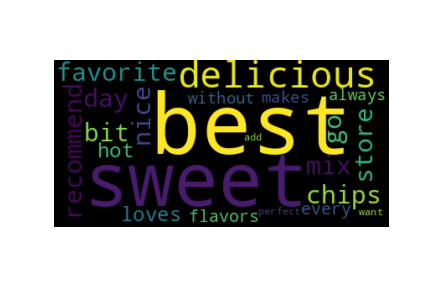 favorite delicious
day nice without makes always
recommend bit best got store
hot add
sweet mix
chips
loves flavors perfect every want